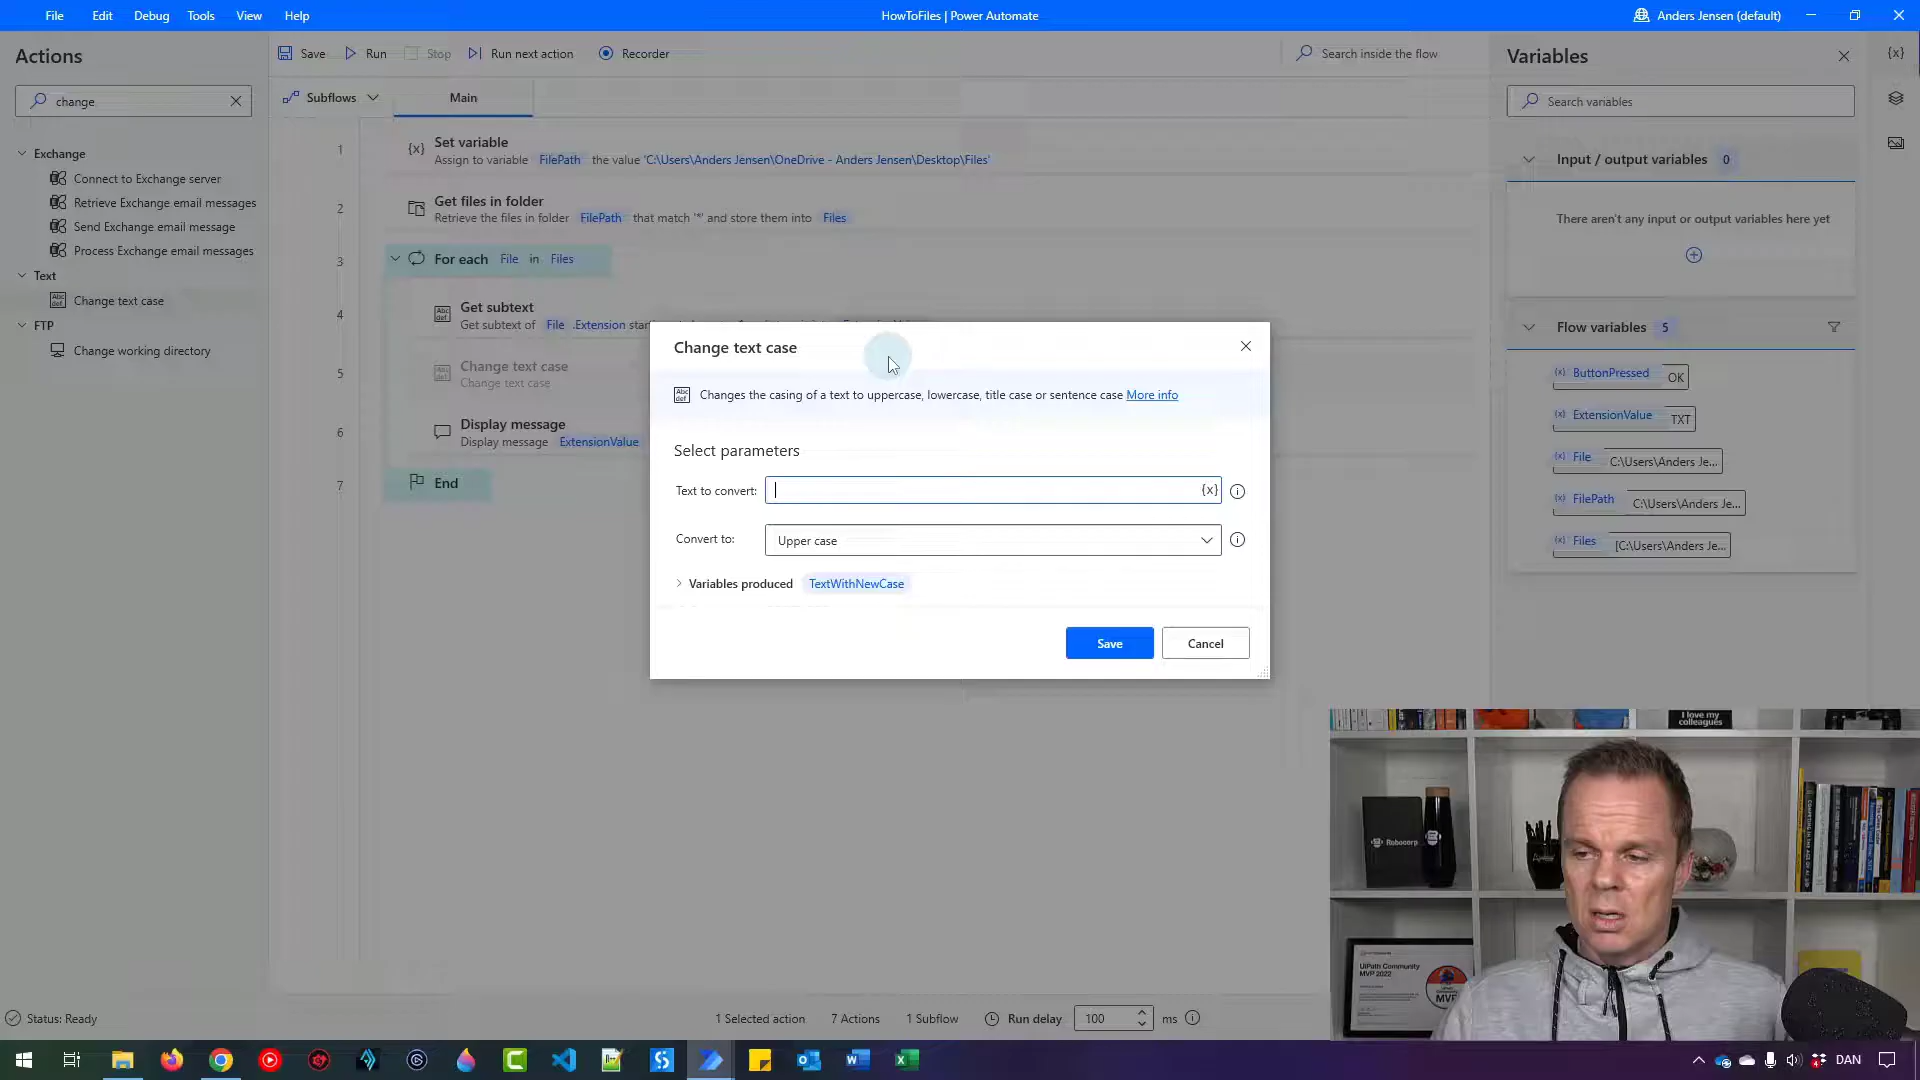 File Edit Debug Tools View Help
HowToFiles | Power Automate
Anders Jensen (default)
Actions
change
Exchange
Connect to Exchange server
Retrieve Exchange email messages
Send Exchange email message
Process Exchange email messages
Text
Change text case
FTP
Change working directory
Save Run Stop Run next action Recorder
Search inside the flow
Subflows Main
1 {x} Set variable
Assign to variable FilePath the value 'C:\Users\Anders Jensen\OneDrive - Anders Jensen\Desktop\Files'
2 Get files in folder
Retrieve the files in folder FilePath that match '*' and store them into Files
3 For each File in Files
4 Get subtext
Get subtext of File .Extension
5 Change text case
Change text case
6 Display message
Display message ExtensionValue
7 End
Change text case
Changes the casing of a text to uppercase, lowercase, title case or sentence case More info
Select parameters
Text to convert: {x}
Convert to: Upper case
Variables produced TextWithNewCase
Save Cancel
Variables
{x}
Search variables
Input / output variables 0
There aren't any input or output variables here yet
Flow variables 5
(x) ButtonPressed OK
(x) ExtensionValue TXT
(x) File C:\Users\Anders Je...
(x) FilePath C:\Users\Anders Je...
(x) Files [C:\Users\Anders Je...
I love my
colleagues
Robocorp
UiPath Community
MVP 2022
MVP
Status: Ready
1 Selected action 7 Actions 1 Subflow Run delay 100 ms
DAN